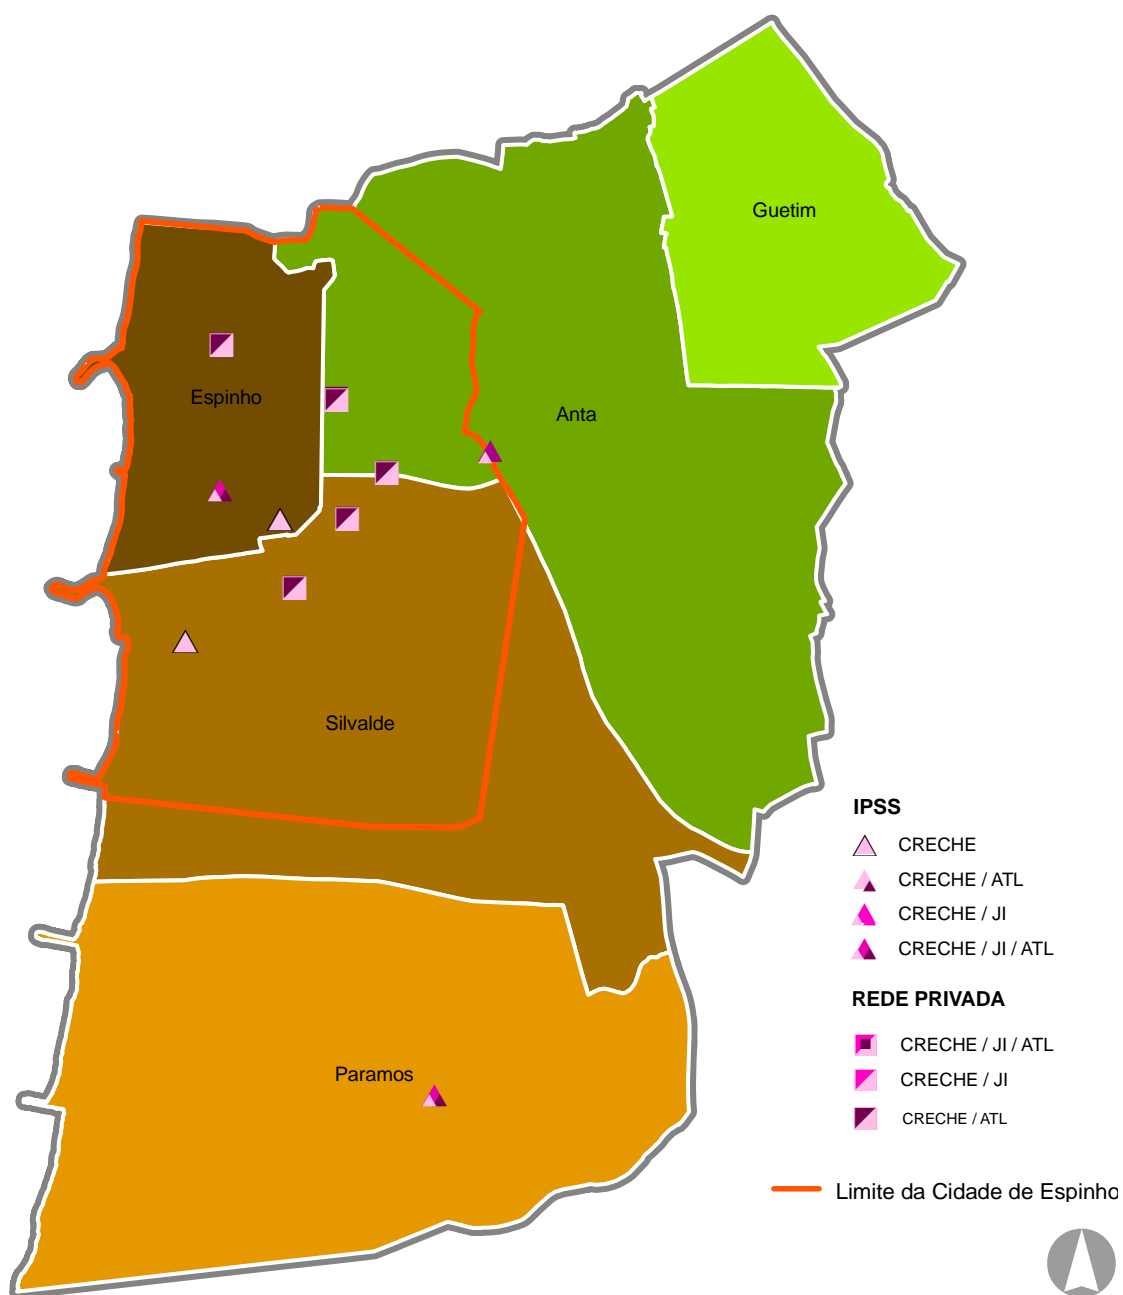 Guetim
Espinho
Anta
Silvalde
Paramos
IPSS
CRECHE
CRECHE / ATL
CRECHE / JI
CRECHE / JI / ATL
REDE PRIVADA
CRECHE / JI / ATL
CRECHE / JI
CRECHE / ATL
Limite da Cidade de Espinho